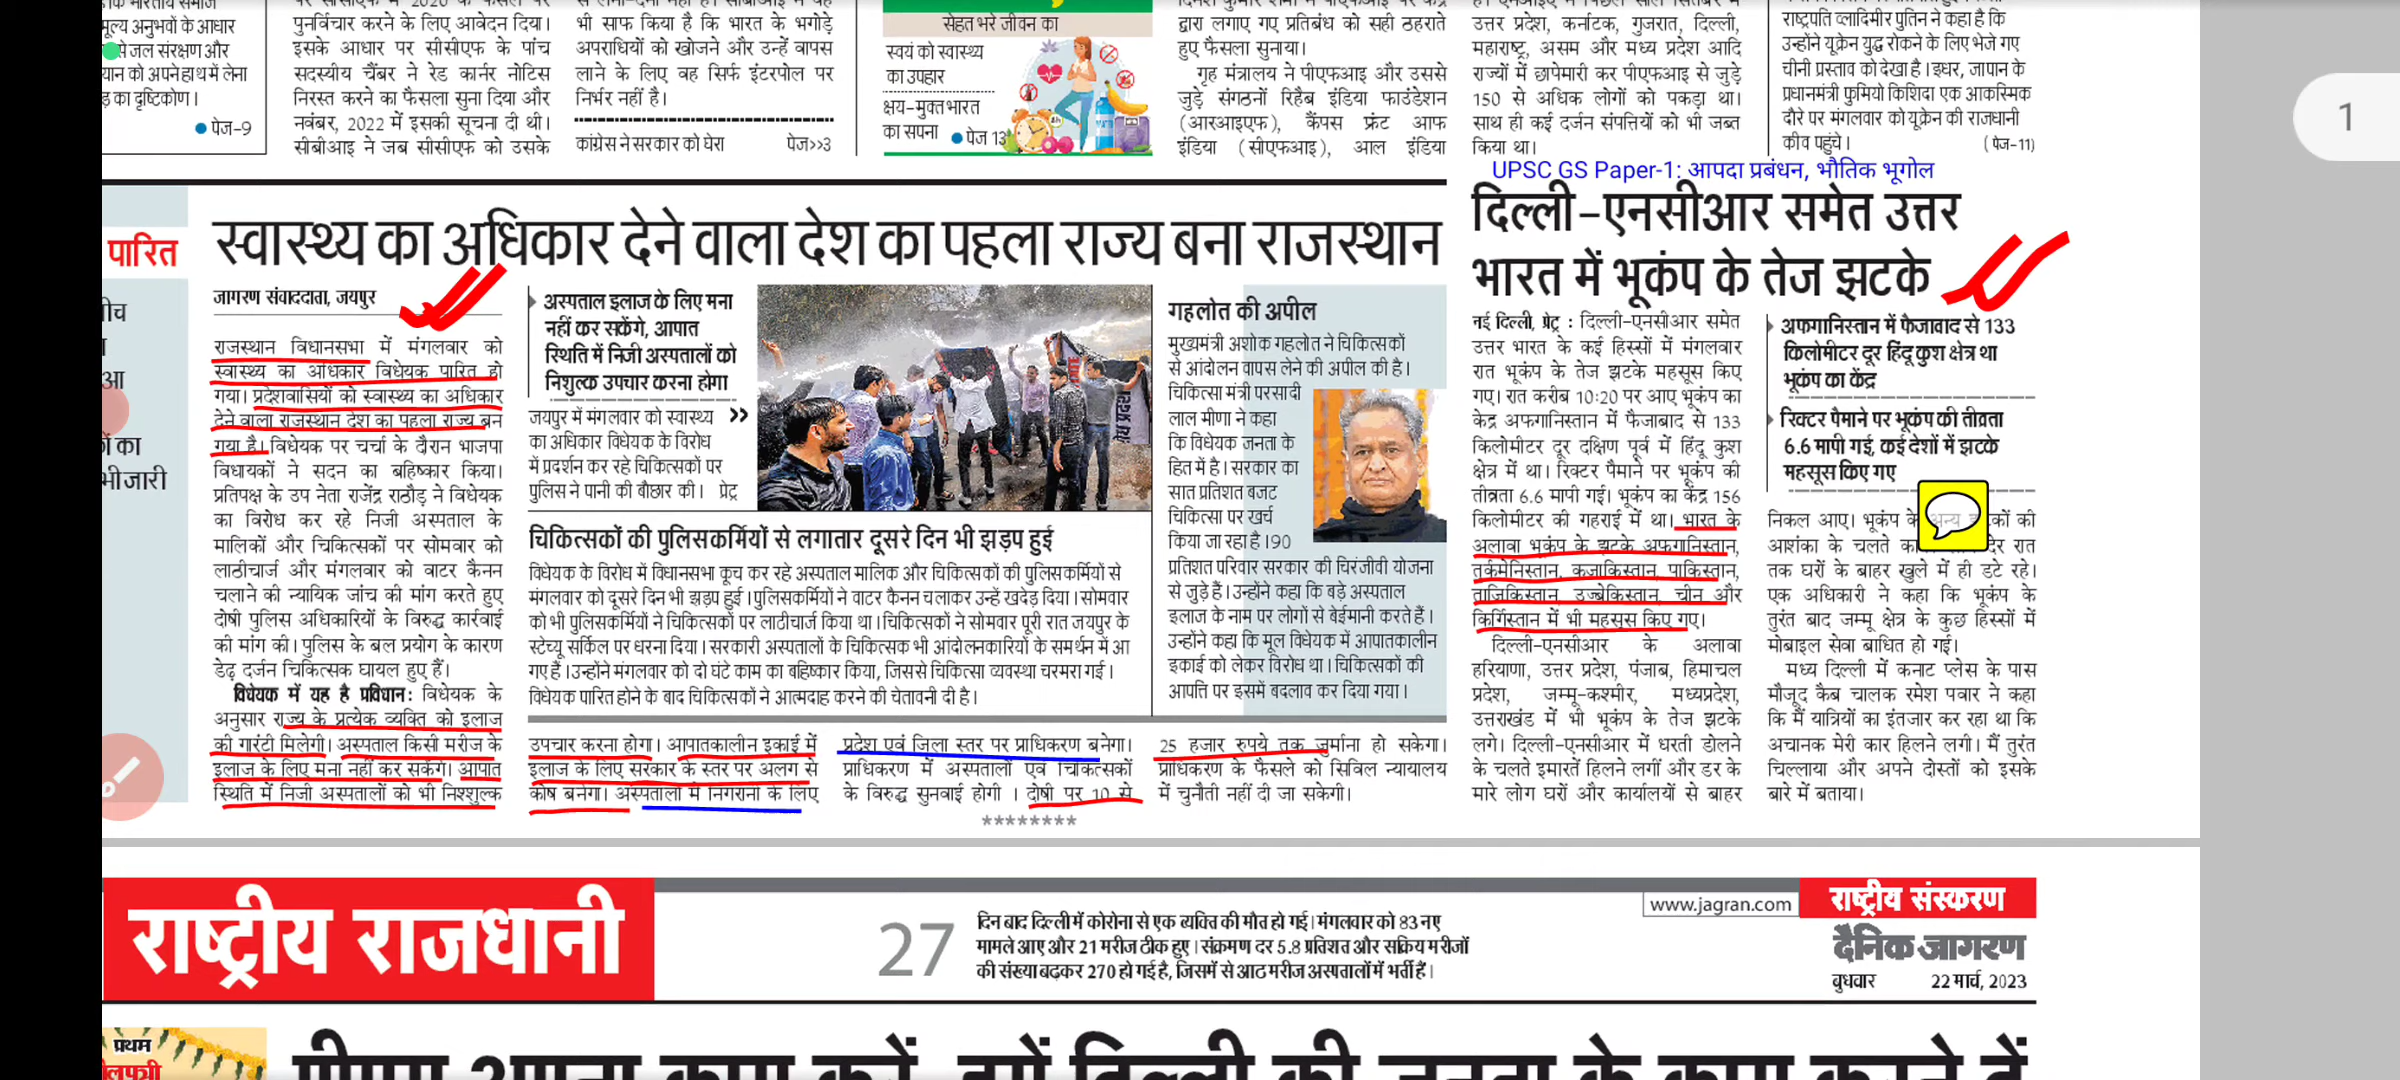 मूल्य अनुभवों के आधार
जल संरक्षण और
यान को अपने हाथ में लेना
का दृष्टिकोण।
● पेज-9
पुनर्विचार करने के लिए आवेदन दिया।
इसके आधार पर सीसीएफ के पांच
सदस्यीय चैंबर ने रेड कार्नर नोटिस
निरस्त करने का फैसला सुना दिया और
नवंबर, 2022 में इसकी सूचना दी थी।
सीबीआइ ने जब सीसीएफ को उसके
भी साफ किया है कि भारत के भगोड़े
अपराधियों को खोजने और उन्हें वापस
लाने के लिए वह सिर्फ इंटरपोल पर
निर्भर नहीं है।
कांग्रेस ने सरकार को घेरा पेज>>3
सेहत भरे जीवन का
स्वयं को स्वास्थ्य
का उपहार
क्षय-मुक्त भारत
का सपना ● पेज 13
द्वारा लगाए गए प्रतिबंध को सही ठहराते
हुए फैसला सुनाया।
गृह मंत्रालय ने पीएफआइ और उससे
जुड़े संगठनों रिहैब इंडिया फाउंडेशन
(आरआइएफ), कैंपस फ्रंट आफ
इंडिया (सीएफआइ), आल इंडिया
उत्तर प्रदेश, कर्नाटक, गुजरात, दिल्ली,
महाराष्ट्र, असम और मध्य प्रदेश आदि
राज्यों में छापेमारी कर पीएफआइ से जुड़े
150 से अधिक लोगों को पकड़ा था।
साथ ही कई दर्जन संपत्तियों को भी जब्त
किया था।
राष्ट्रपति व्लादिमीर पुतिन ने कहा है कि
उन्होंने यूक्रेन युद्ध रोकने के लिए भेजे गए
चीनी प्रस्ताव को देखा है। इधर, जापान के
प्रधानमंत्री फुमियो किशिदा एक आकस्मिक
दौरे पर मंगलवार को यूक्रेन की राजधानी
कीव पहुंचे। (पेज-11)
1
पारित
आ
का
भी जारी
स्वास्थ्य का अधिकार देने वाला देश का पहला राज्य बना राजस्थान
जागरण संवाददाता, जयपुर
राजस्थान विधानसभा में मंगलवार को
स्वास्थ्य का अधिकार विधेयक पारित हो
गया। प्रदेशवासियों को स्वास्थ्य का अधिकार
देने वाला राजस्थान देश का पहला राज्य बन
गया है। विधेयक पर चर्चा के दौरान भाजपा
विधायकों ने सदन का बहिष्कार किया।
प्रतिपक्ष के उप नेता राजेंद्र राठौड़ ने विधेयक
का विरोध कर रहे निजी अस्पताल के
मालिकों और चिकित्सकों पर सोमवार को
लाठीचार्ज और मंगलवार को वाटर कैनन
चलाने की न्यायिक जांच की मांग करते हुए
दोषी पुलिस अधिकारियों के विरुद्ध कार्रवाई
की मांग की। पुलिस के बल प्रयोग के कारण
डेढ़ दर्जन चिकित्सक घायल हुए हैं।
विधेयक में यह है प्रविधान: विधेयक के
अनुसार राज्य के प्रत्येक व्यक्ति को इलाज
की गारंटी मिलेगी। अस्पताल किसी मरीज के
इलाज के लिए मना नहीं कर सकेंगे। आपात
स्थिति में निजी अस्पतालों को भी निश्शुल्क
अस्पताल इलाज के लिए मना
नहीं कर सकेंगे, आपात
स्थिति में निजी अस्पतालों को
निशुल्क उपचार करना होगा
जयपुर में मंगलवार को स्वास्थ्य >>
का अधिकार विधेयक के विरोध
में प्रदर्शन कर रहे चिकित्सकों पर
पुलिस ने पानी की बौछार की। प्रेट्र
चिकित्सकों की पुलिसकर्मियों से लगातार दूसरे दिन भी झड़प हुई
विधेयक के विरोध में विधानसभा कूच कर रहे अस्पताल मालिक और चिकित्सकों की पुलिसकर्मियों से
मंगलवार को दूसरे दिन भी झड़प हुई। पुलिसकर्मियों ने वाटर कैनन चलाकर उन्हें खदेड़ दिया। सोमवार
को भी पुलिसकर्मियों ने चिकित्सकों पर लाठीचार्ज किया था। चिकित्सकों ने सोमवार पूरी रात जयपुर के
स्टेच्यू सर्किल पर धरना दिया। सरकारी अस्पतालों के चिकित्सक भी आंदोलनकारियों के समर्थन में आ
गए हैं। उन्होंने मंगलवार को दो घंटे काम का बहिष्कार किया, जिससे चिकित्सा व्यवस्था चरमरा गई।
विधेयक पारित होने के बाद चिकित्सकों ने आत्मदाह करने की चेतावनी दी है।
उपचार करना होगा। आपातकालीन इकाई में
इलाज के लिए सरकार के स्तर पर अलग से
कोष बनेगा। अस्पतालों में निगरानी के लिए
प्रदेश एवं जिला स्तर पर प्राधिकरण बनेगा।
प्राधिकरण में अस्पतालों एवं चिकित्सकों
के विरुद्ध सुनवाई होगी । दोषी पर 10 से
25 हजार रुपये तक जुर्माना हो सकेगा।
प्राधिकरण के फैसले को सिविल न्यायालय
में चुनौती नहीं दी जा सकेगी।
********
गहलोत की अपील
मुख्यमंत्री अशोक गहलोत ने चिकित्सकों
से आंदोलन वापस लेने की अपील की है।
चिकित्सा मंत्री परसादी
लाल मीणा ने कहा
कि विधेयक जनता के
हित में है। सरकार का
सात प्रतिशत बजट
चिकित्सा पर खर्च
किया जा रहा है। 90
प्रतिशत परिवार सरकार की चिरंजीवी योजना
से जुड़े हैं। उन्होंने कहा कि बड़े अस्पताल
इलाज के नाम पर लोगों से बेईमानी करते हैं।
उन्होंने कहा कि मूल विधेयक में आपातकालीन
इकाई को लेकर विरोध था। चिकित्सकों की
आपत्ति पर इसमें बदलाव कर दिया गया।
UPSC GS Paper-1: आपदा प्रबंधन, भौतिक भूगोल
दिल्ली-एनसीआर समेत उत्तर
भारत में भूकंप के तेज झटके
नई दिल्ली, प्रेट्र : दिल्ली-एनसीआर समेत
उत्तर भारत के कई हिस्सों में मंगलवार
रात भूकंप के तेज झटके महसूस किए
गए। रात करीब 10:20 पर आए भूकंप का
केंद्र अफगानिस्तान में फैजाबाद से 133
किलोमीटर दूर दक्षिण पूर्व में हिंदू कुश
क्षेत्र में था। रिक्टर पैमाने पर भूकंप की
तीव्रता 6.6 मापी गई। भूकंप का केंद्र 156
किलोमीटर की गहराई में था। भारत के
अलावा भूकंप के झटके अफगानिस्तान,
तर्कमेनिस्तान, कजाकिस्तान, पाकिस्तान,
ताजिकिस्तान, उज्बेकिस्तान, चीन और
किर्गिस्तान में भी महसूस किए गए।
दिल्ली-एनसीआर के अलावा
हरियाणा, उत्तर प्रदेश, पंजाब, हिमाचल
प्रदेश, जम्मू-कश्मीर, मध्यप्रदेश,
उत्तराखंड में भी भूकंप के तेज झटके
लगे। दिल्ली-एनसीआर में धरती डोलने
के चलते इमारतें हिलने लगीं और डर के
मारे लोग घरों और कार्यालयों से बाहर
अफगानिस्तान में फैजावाद से 133
किलोमीटर दूर हिंदू कुश क्षेत्र था
भूकंप का केंद्र
रिक्टर पैमाने पर भूकंप की तीव्रता
6.6 मापी गई, कई देशों में झटके
महसूस किए गए
निकल आए। भूकंप के अन्य झटकों की
आशंका के चलते देर रात
तक घरों के बाहर खुले में ही डटे रहे।
एक अधिकारी ने कहा कि भूकंप के
तुरंत बाद जम्मू क्षेत्र के कुछ हिस्सों में
मोबाइल सेवा बाधित हो गई।
मध्य दिल्ली में कनाट प्लेस के पास
मौजूद कैब चालक रमेश पवार ने कहा
कि मैं यात्रियों का इंतजार कर रहा था कि
अचानक मेरी कार हिलने लगी। मैं तुरंत
चिल्लाया और अपने दोस्तों को इसके
बारे में बताया।
राष्ट्रीय राजधानी
27
दिन बाद दिल्ली में कोरोना से एक व्यक्ति की मौत हो गई। मंगलवार को 83 नए
मामले आए और 21 मरीज ठीक हुए। संक्रमण दर 5.8 प्रतिशत और सक्रिय मरीजों
की संख्या बढ़कर 270 हो गई है, जिसमें से आठ मरीज अस्पतालों में भर्ती हैं।
www.jagran.com
राष्ट्रीय संस्करण
दैनिक जागरण
बुधवार 22 मार्च, 2023
प्रथम